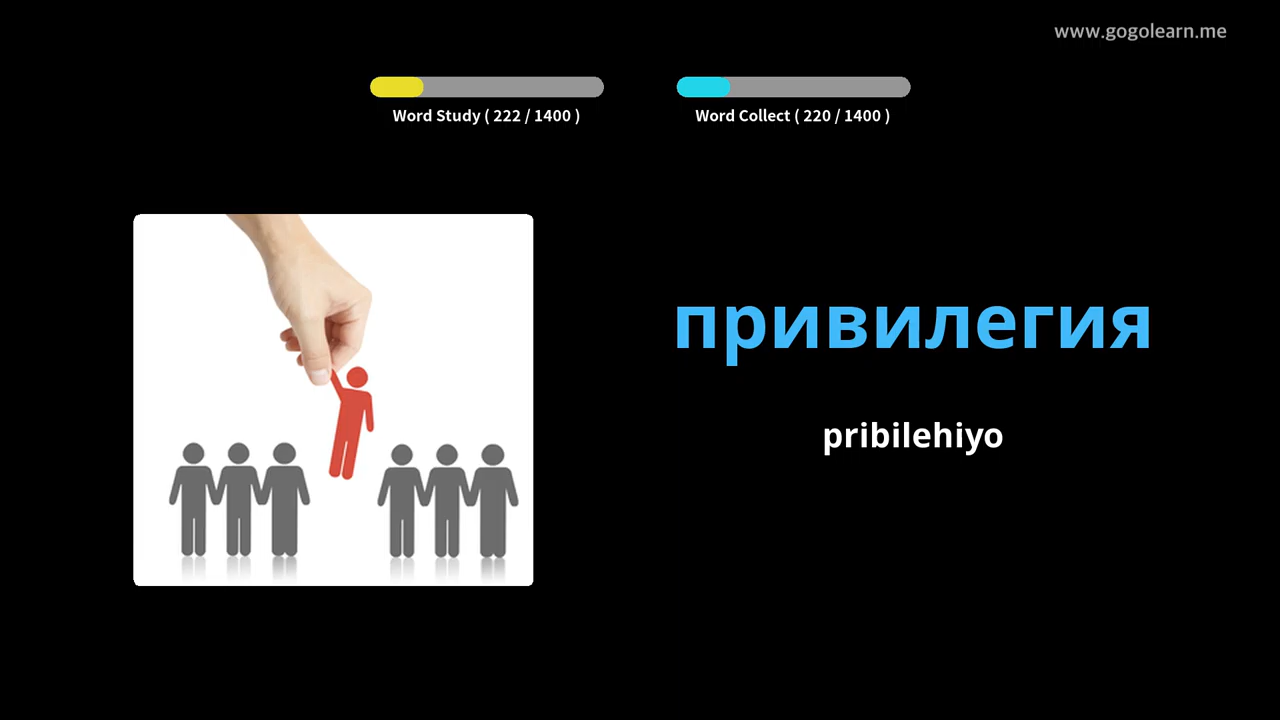 www.gogolearn.me
Word Study ( 222 / 1400 )
Word Collect ( 220 / 1400 )
привилегия
pribilehiyo